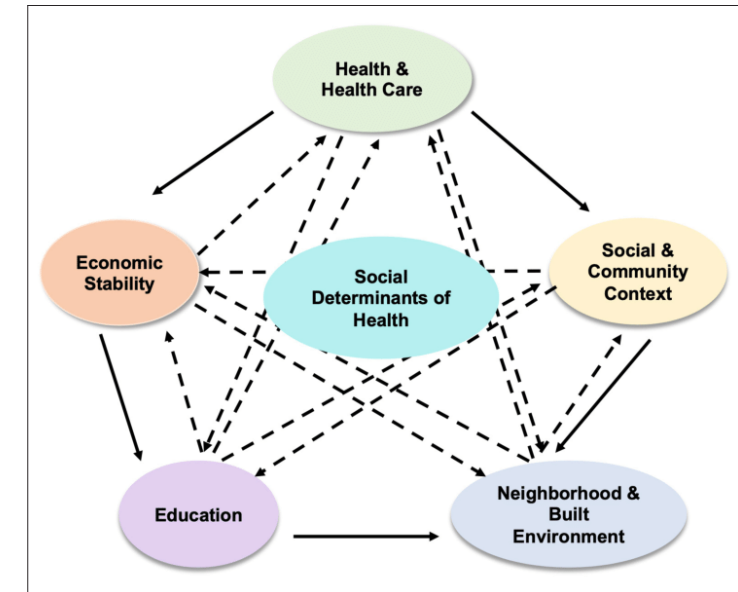 Health &
Health Care
Economic
Stability
Social &
Community
Context
Social
Determinants of
Health
Education
Neighborhood &
Built
Environment